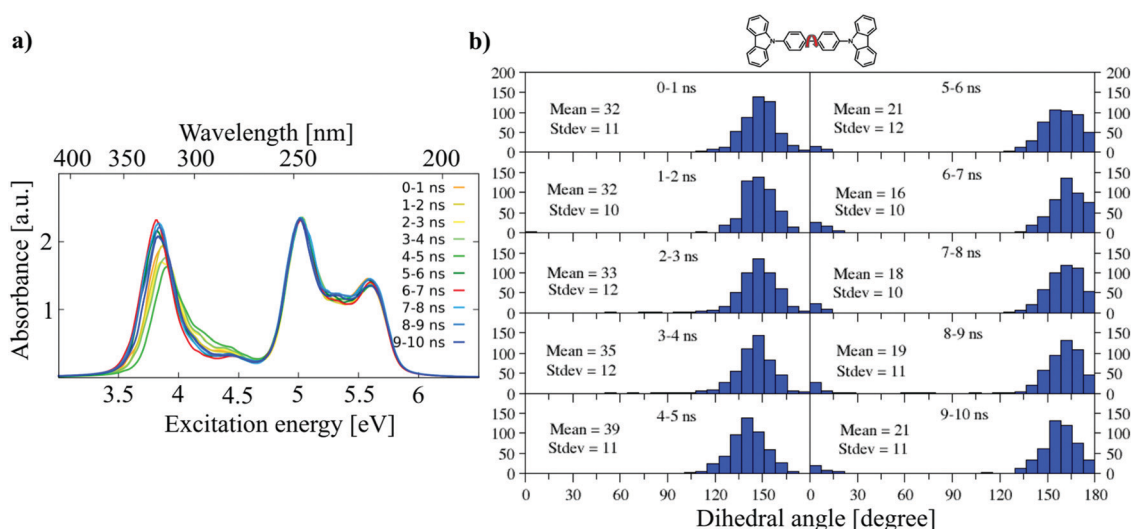 a)
Wavelength [nm]
400 350 300 250 200
Absorbance [a.u.]
2
1
0-1 ns
1-2 ns
2-3 ns
3-4 ns
4-5 ns
5-6 ns
6-7 ns
7-8 ns
8-9 ns
9-10 ns
3.5 4 4.5 5 5.5 6
Excitation energy [eV]
b)
N
N
200
150
100
50
0
0-1 ns
Mean = 32
Stdev = 11
5-6 ns
Mean = 21
Stdev = 12
200
150
100
50
0
150
100
50
0
1-2 ns
Mean = 32
Stdev = 10
6-7 ns
Mean = 16
Stdev = 10
150
100
50
0
150
100
50
0
2-3 ns
Mean = 33
Stdev = 12
7-8 ns
Mean = 18
Stdev = 10
150
100
50
0
150
100
50
0
3-4 ns
Mean = 35
Stdev = 12
8-9 ns
Mean = 19
Stdev = 11
150
100
50
0
150
100
50
0
4-5 ns
Mean = 39
Stdev = 11
9-10 ns
Mean = 21
Stdev = 11
150
100
50
0
0 30 60 90 120 150 0 30 60 90 120 150 180
Dihedral angle [degree]